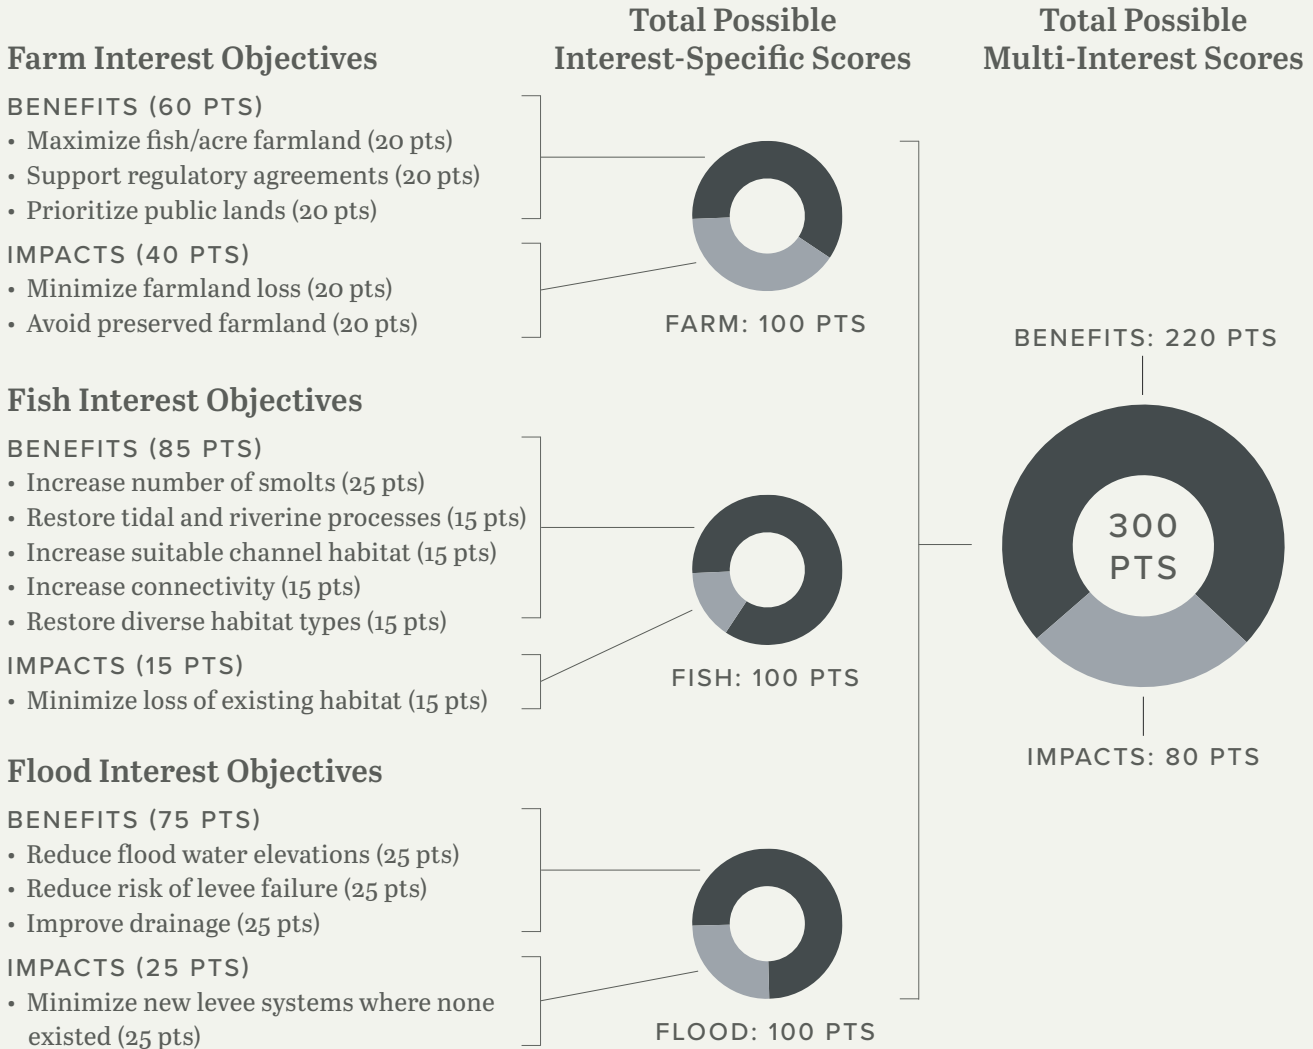 Total Possible
Interest-Specific Scores
Total Possible
Multi-Interest Scores
Farm Interest Objectives
BENEFITS (60 PTS)
• Maximize fish/acre farmland (20 pts)
• Support regulatory agreements (20 pts)
• Prioritize public lands (20 pts)
IMPACTS (40 PTS)
• Minimize farmland loss (20 pts)
• Avoid preserved farmland (20 pts)
FARM: 100 PTS
Fish Interest Objectives
BENEFITS (85 PTS)
• Increase number of smolts (25 pts)
• Restore tidal and riverine processes (15 pts)
• Increase suitable channel habitat (15 pts)
• Increase connectivity (15 pts)
• Restore diverse habitat types (15 pts)
IMPACTS (15 PTS)
• Minimize loss of existing habitat (15 pts)
FISH: 100 PTS
Flood Interest Objectives
BENEFITS (75 PTS)
• Reduce flood water elevations (25 pts)
• Reduce risk of levee failure (25 pts)
• Improve drainage (25 pts)
IMPACTS (25 PTS)
• Minimize new levee systems where none
existed (25 pts)
FLOOD: 100 PTS
BENEFITS: 220 PTS
300
PTS
IMPACTS: 80 PTS